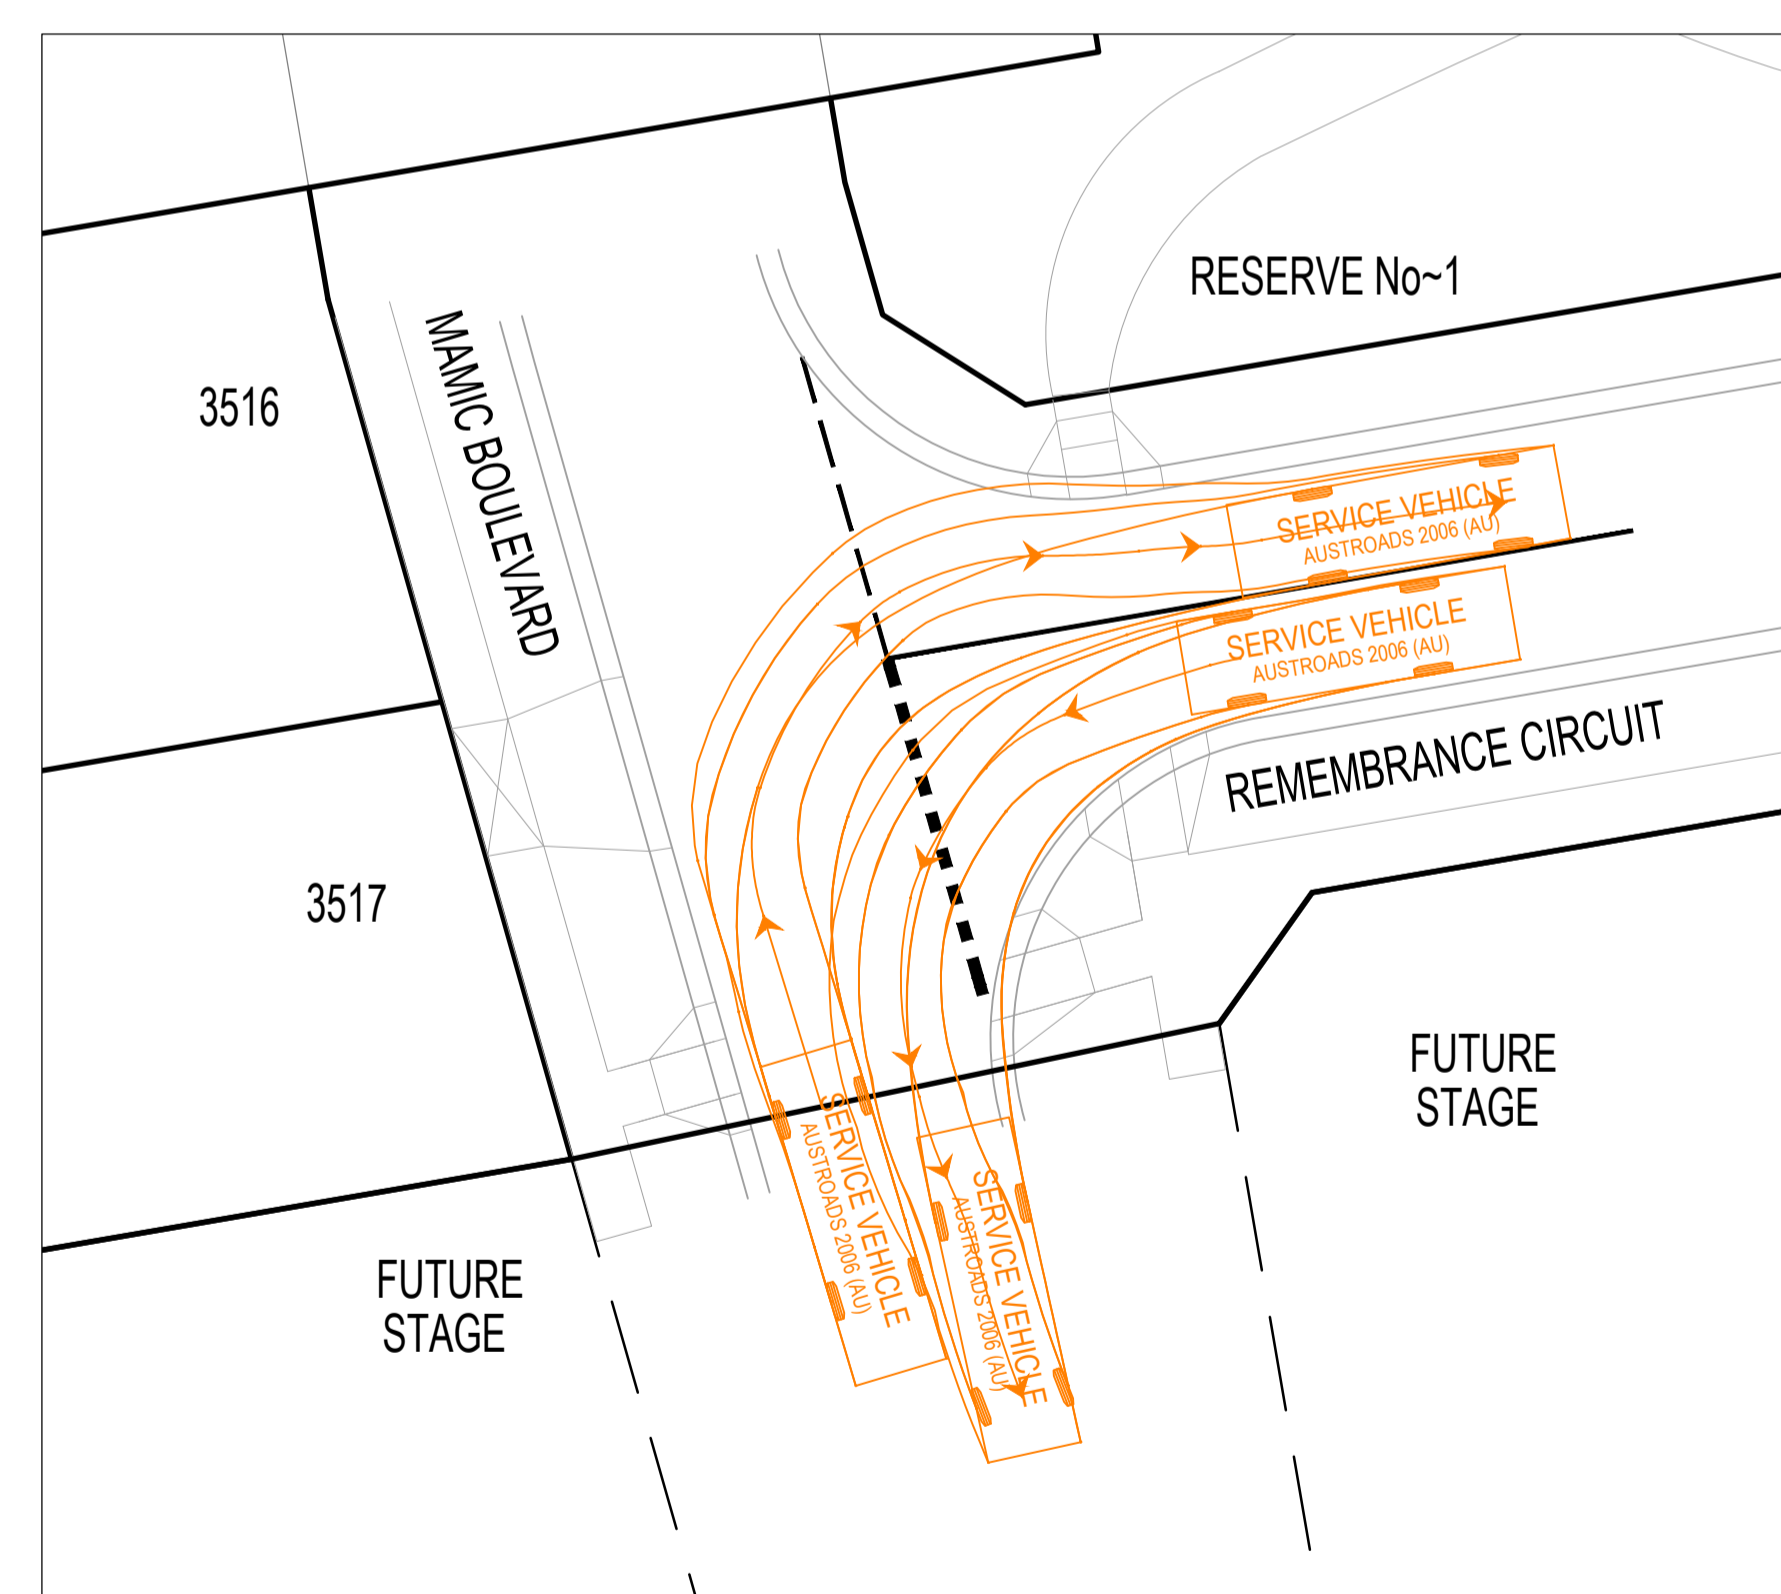 RESERVE No~1
MAMIC BOULEVARD
3516
SERVICE VEHICLE
AUSTROADS 2006 (AU)
SERVICE VEHICLE
AUSTROADS 2006 (AU)
REMEMBRANCE CIRCUIT
3517
FUTURE
STAGE
SERVICE VEHICLE
AUSTROADS 2006 (AU)
SERVICE VEHICLE
AUSTROADS 2006 (AU)
FUTURE
STAGE